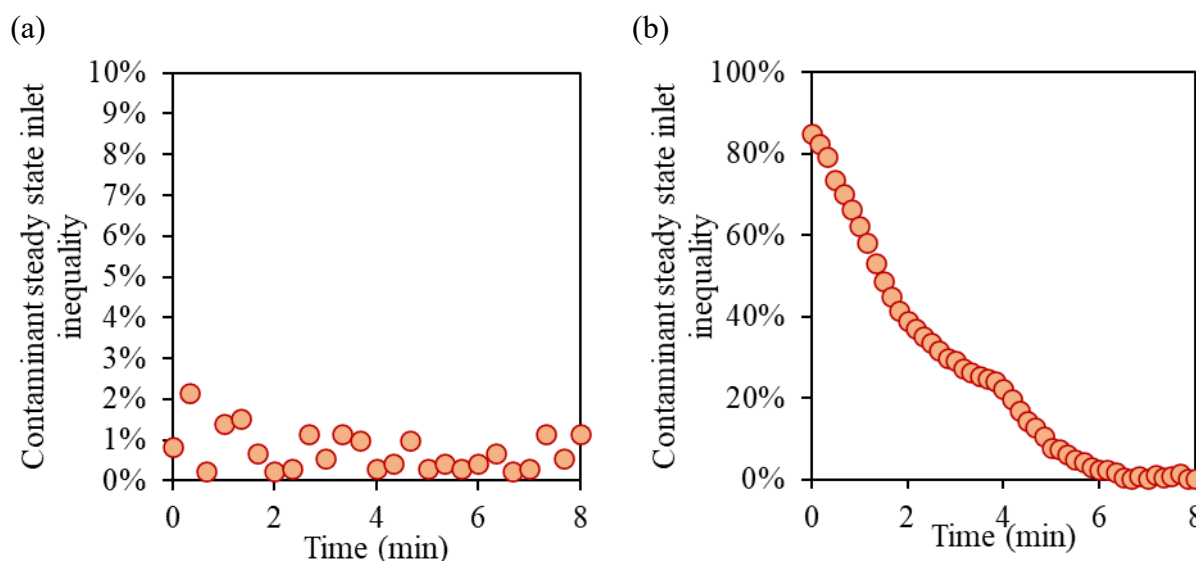 (a)
Contaminant steady state inlet
inequality
10%
9%
8%
7%
6%
5%
4%
3%
2%
1%
0%
0 2 4 6 8
Time (min)
(b)
Contaminant steady state inlet
inequality
100%
80%
60%
40%
20%
0%
0 2 4 6 8
Time (min)